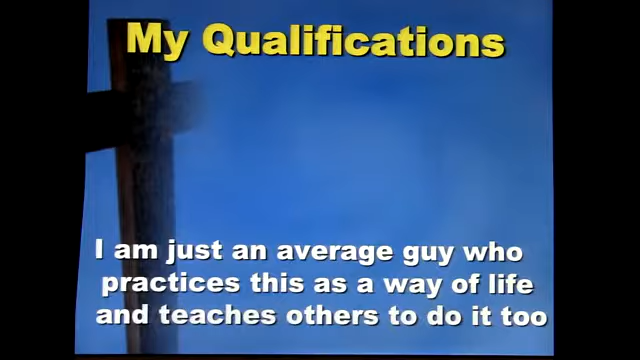 My Qualifications
I am just an average guy who
practices this as a way of life
and teaches others to do it too